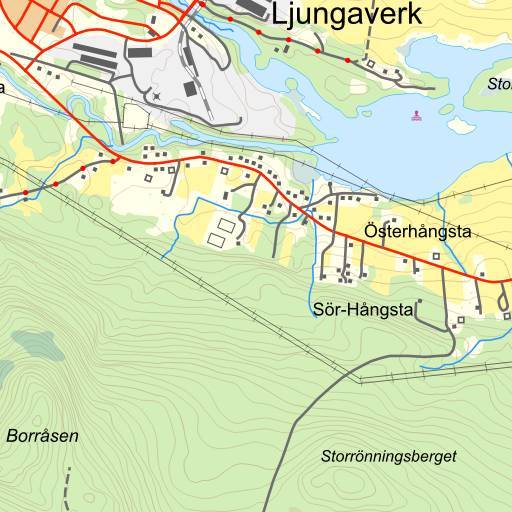 Ljungaverk
Österhångsta
Sör-Hångsta
Borråsen
Storrönningsberget